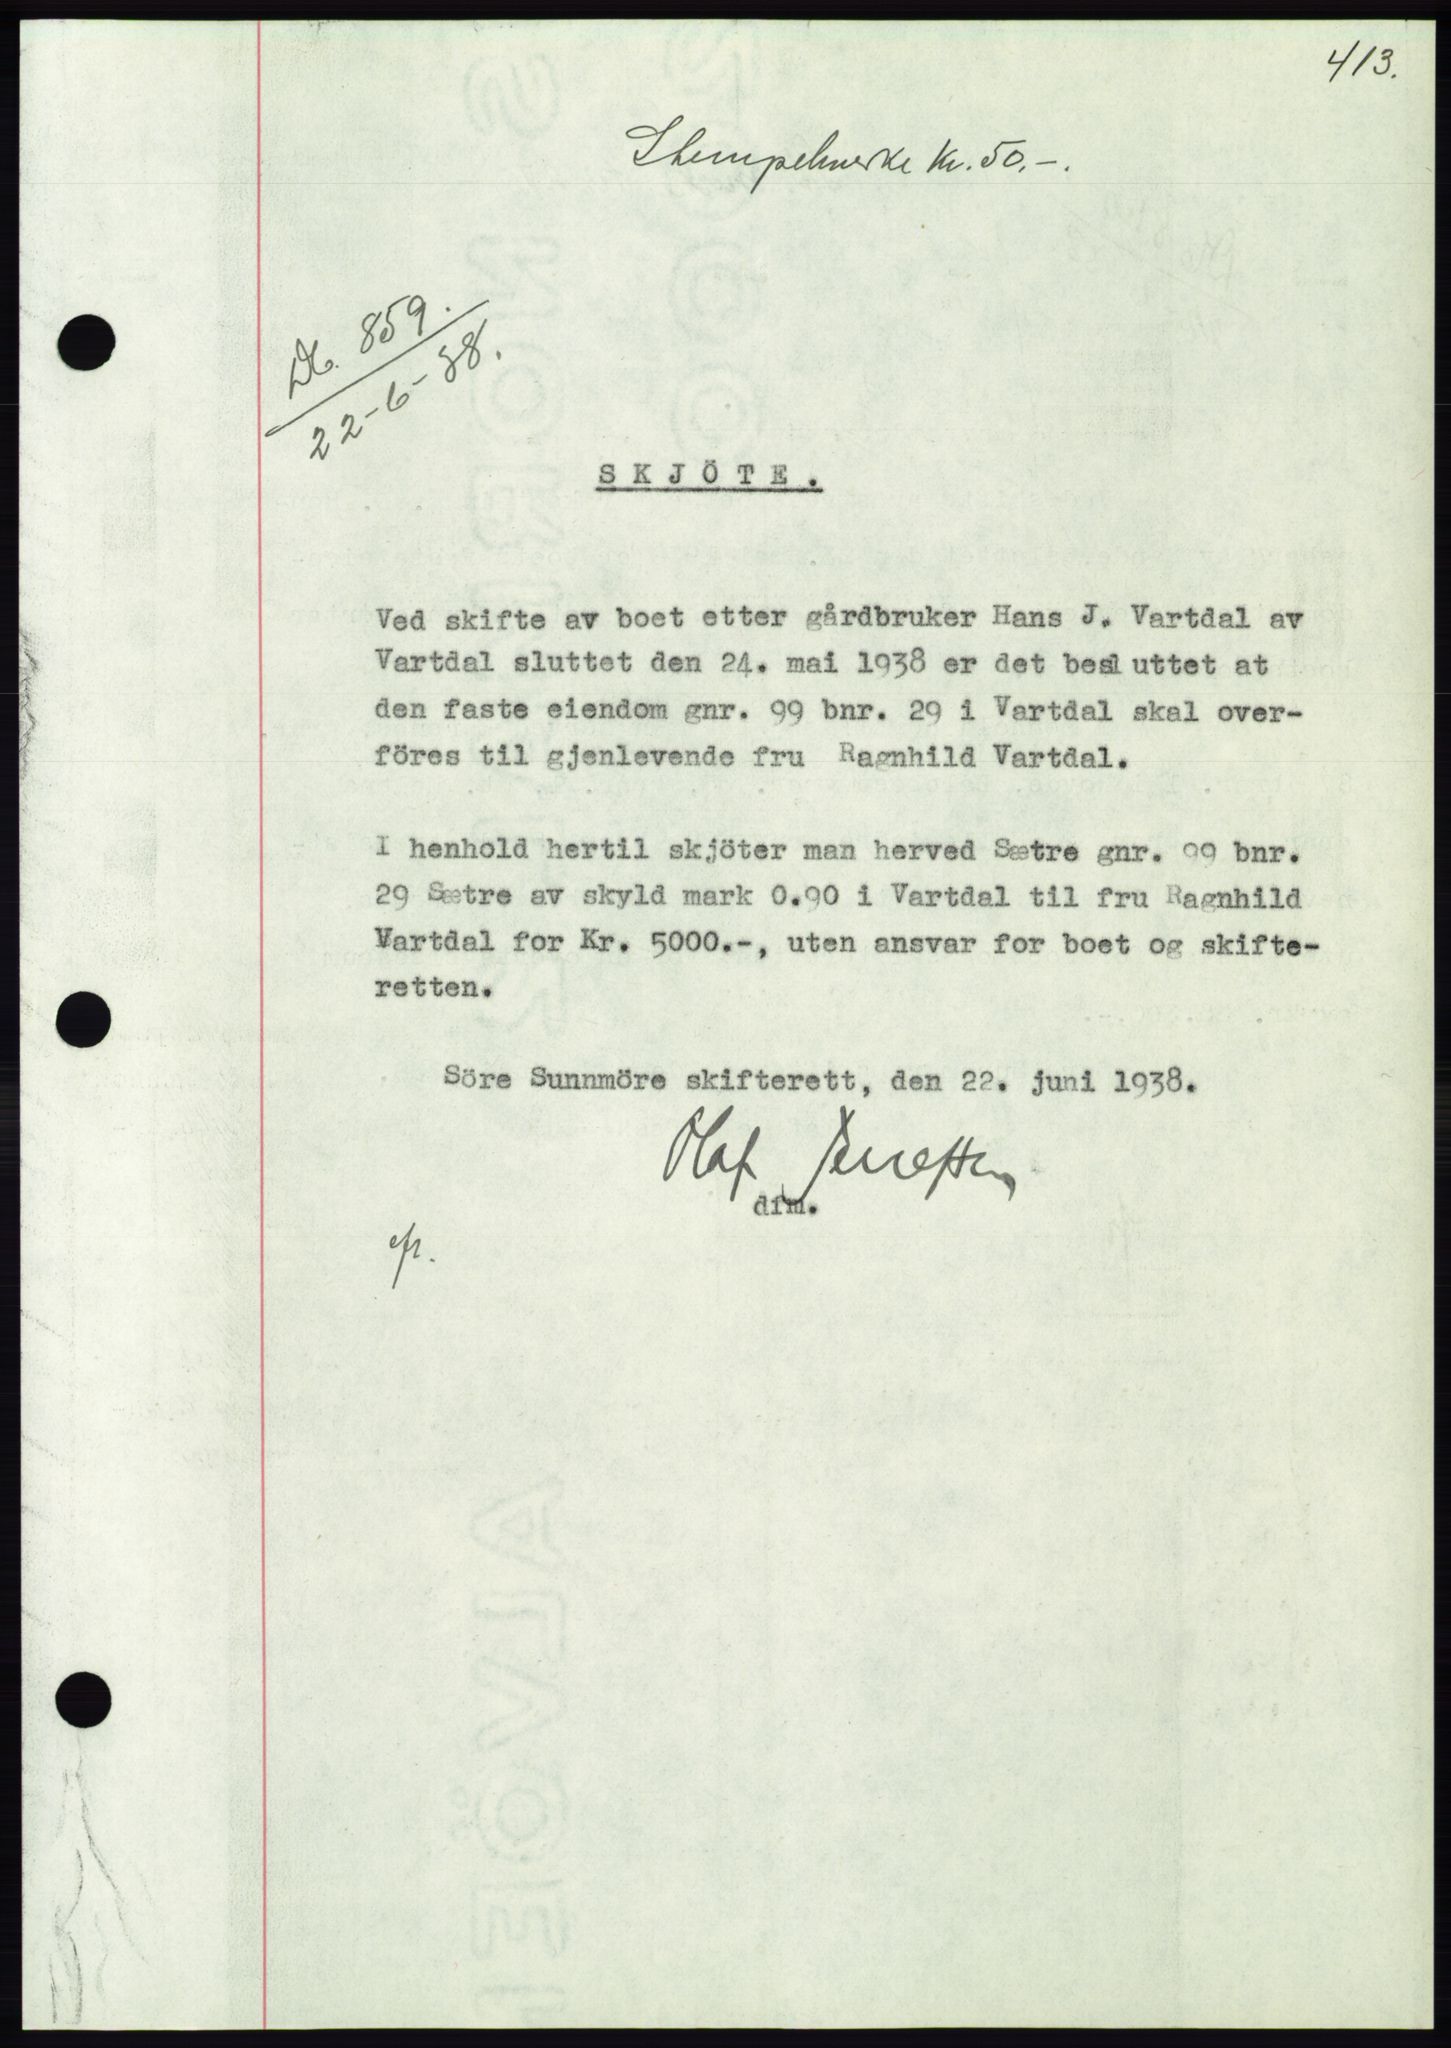 413.
Stempelmerke Kr. 50.-.
Db. 859.
22-6-38.
SKJÖTE.
Ved skifte av boet etter gårdbruker Hans J. Vartdal av
Vartdal sluttet den 24. mai 1938 er det besluttet at
den faste eiendom gnr. 99 bnr. 29 i Vartdal skal over-
föres til gjenlevende fru Ragnhild Vartdal.
I henhold hertil skjöter man herved Sætre gnr. 99 bnr.
29 Sætre av skyld mark 0.90 i Vartdal til fru Ragnhild
Vartdal for Kr. 5000.-, uten ansvar for boet og skifte-
retten.
Söre Sunnmöre skifterett, den 22. juni 1938.
Olaf
dfm.